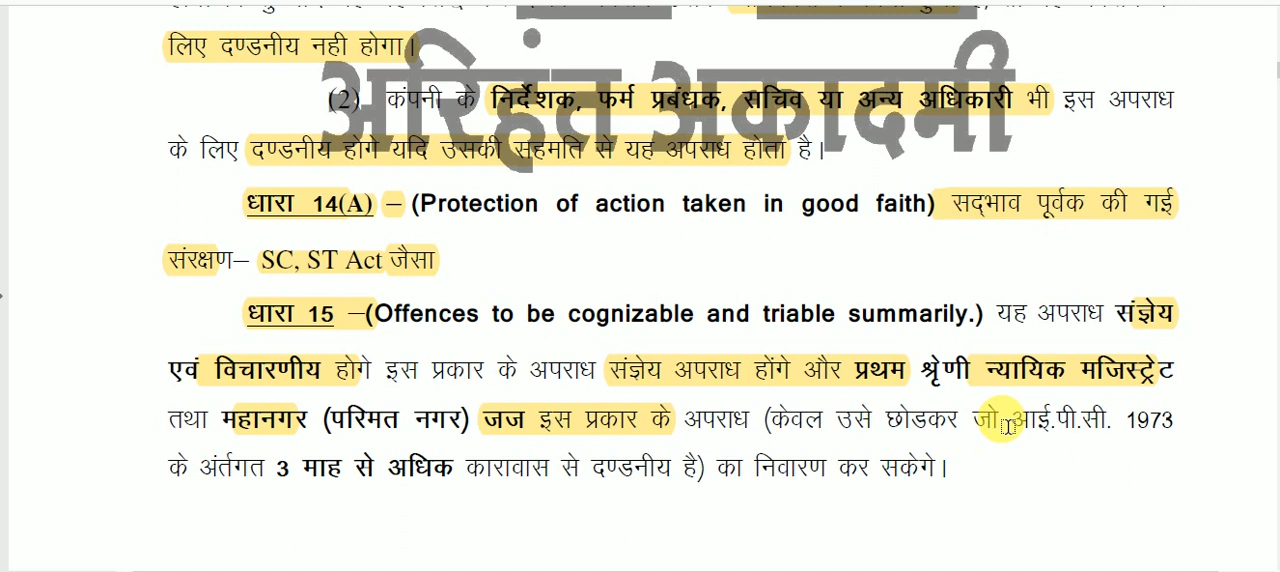 लिए दण्डनीय नही होगा।
अरिहंत अकादमी
(2) कंपनी के निर्देशक, फर्म प्रबंधक, सचिव या अन्य अधिकारी भी इस अपराध
के लिए दण्डनीय होगे यदि उसकी सहमति से यह अपराध होता है।
धारा 14(A) – (Protection of action taken in good faith) सद्भाव पूर्वक की गई
संरक्षण– SC, ST Act जैसा
धारा 15 –(Offences to be cognizable and triable summarily.) यह अपराध संज्ञेय
एवं विचारणीय होगे इस प्रकार के अपराध संज्ञेय अपराध होंगे और प्रथम श्रेणी न्यायिक मजिस्ट्रेट
तथा महानगर (परिमत नगर) जज इस प्रकार के अपराध (केवल उसे छोडकर जो आई.पी.सी. 1973
के अंर्तगत 3 माह से अधिक कारावास से दण्डनीय है) का निवारण कर सकेगे।